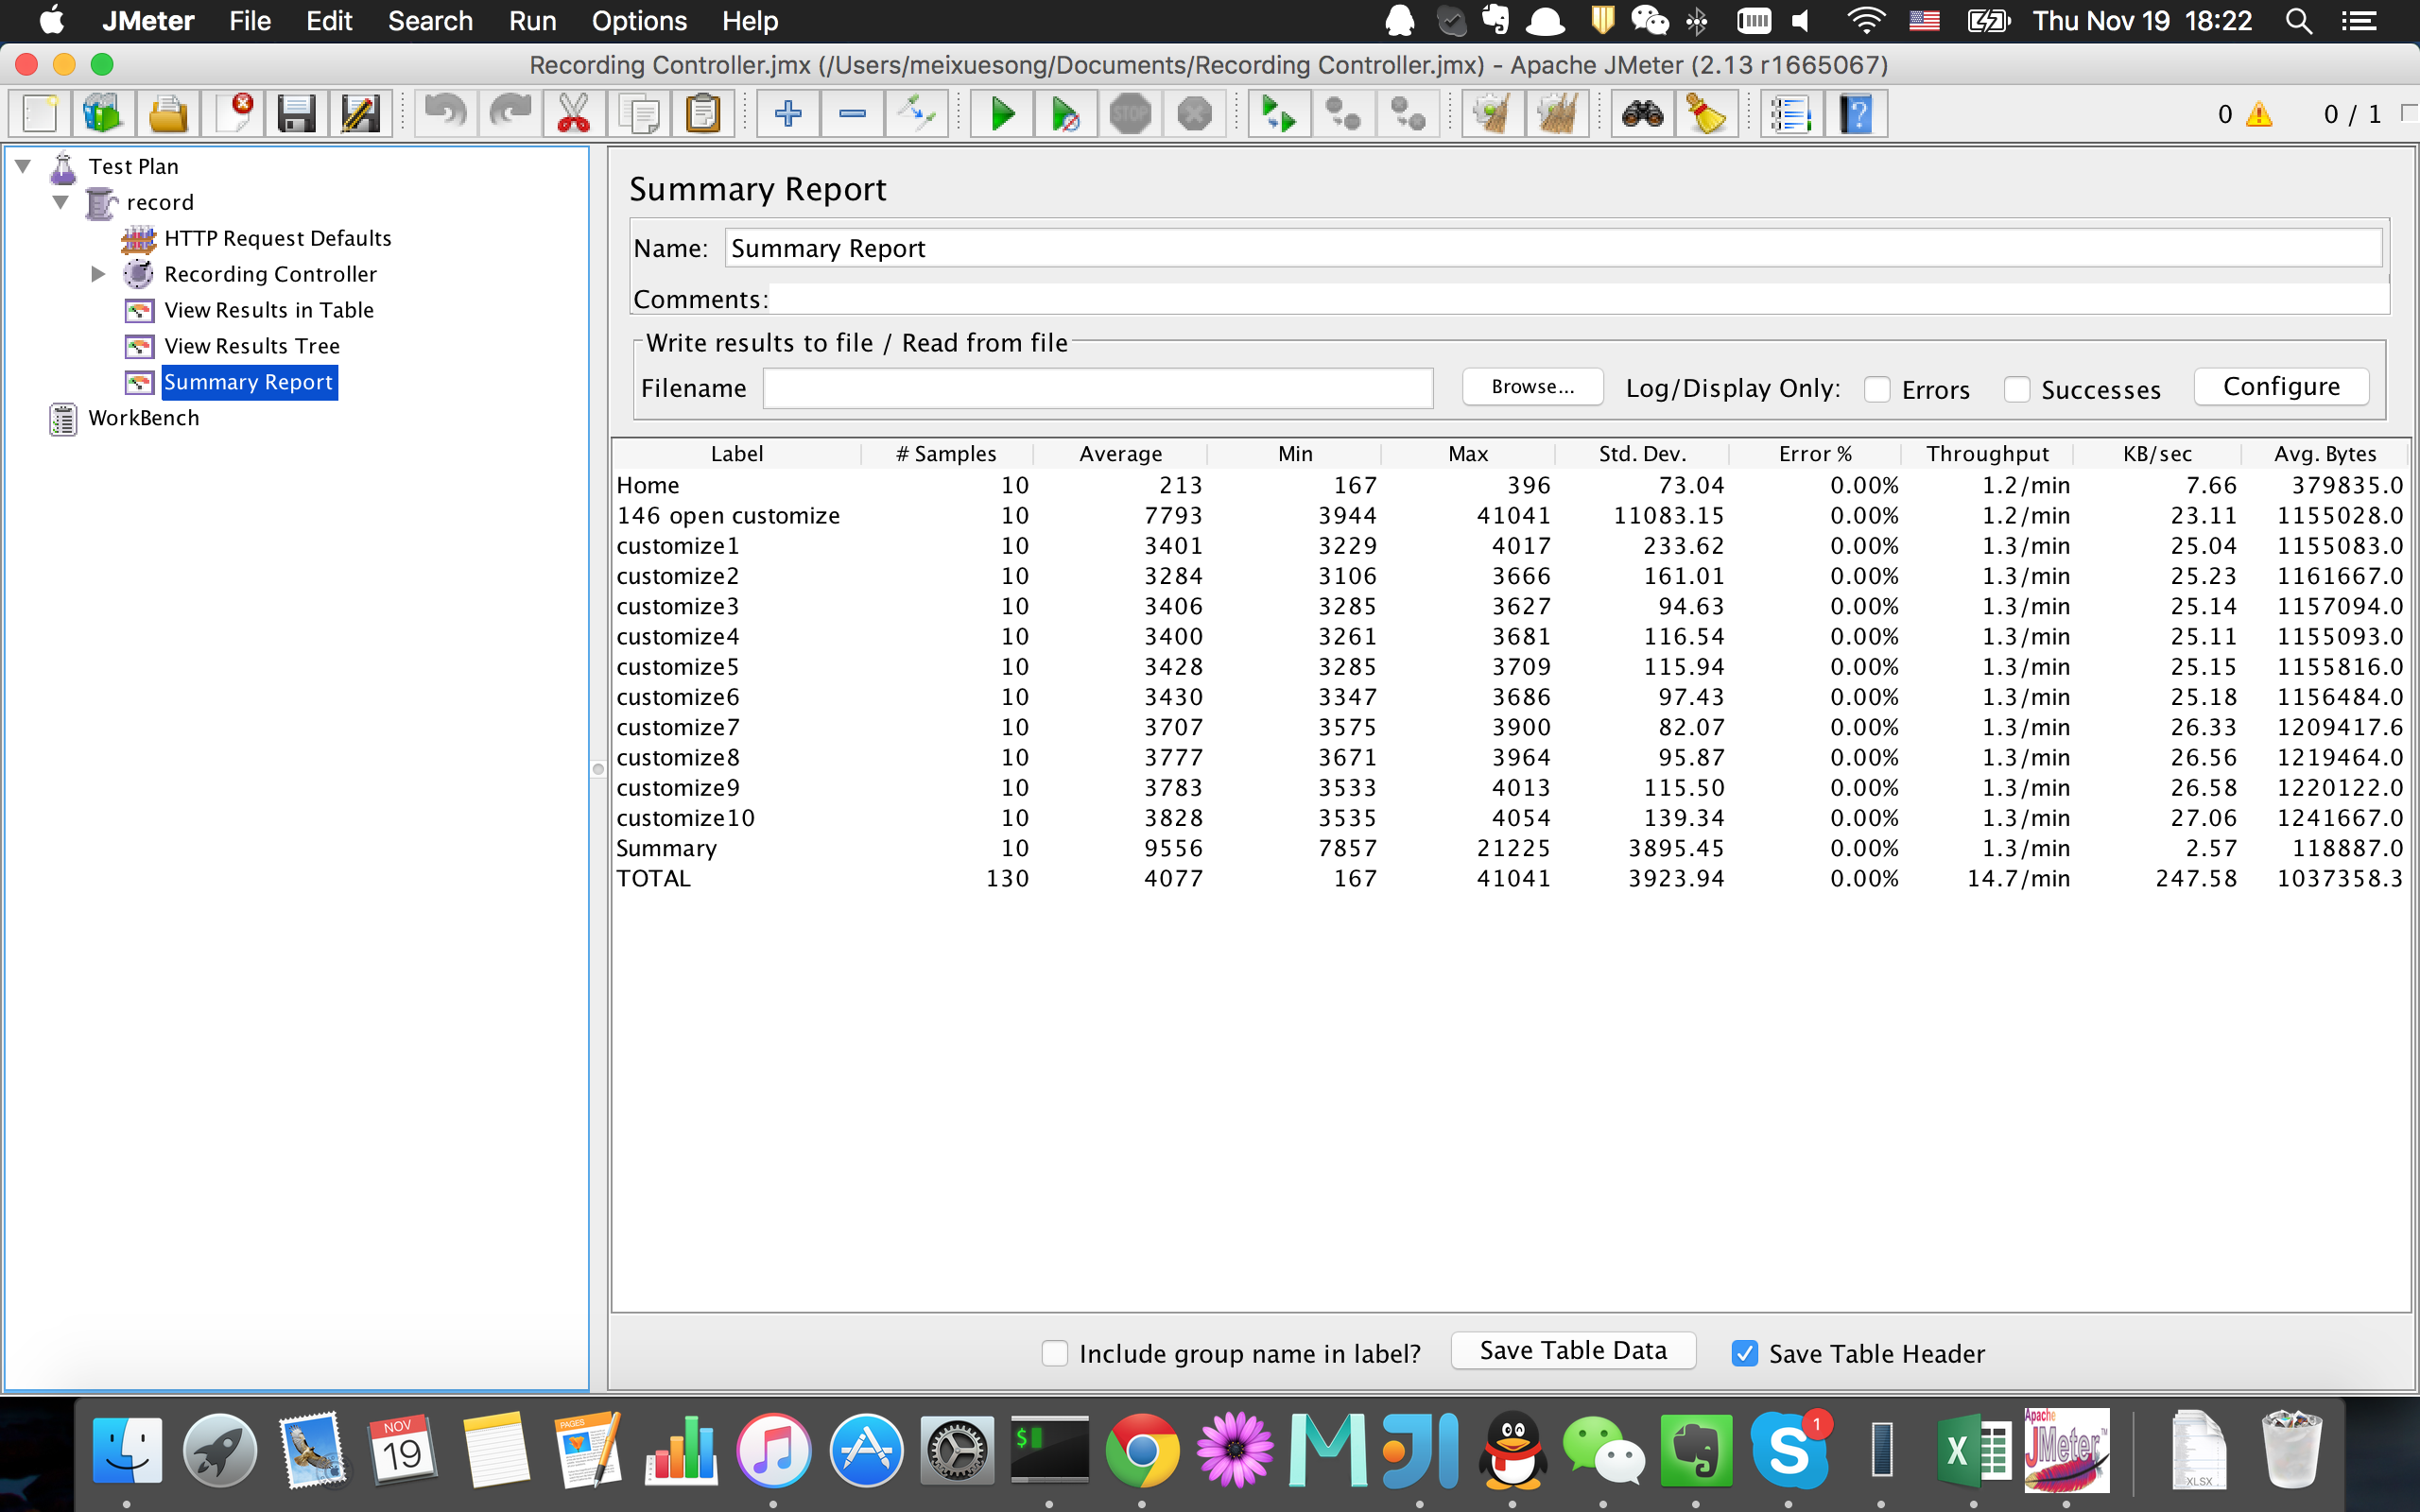 JMeter File Edit Search Run Options Help Thu Nov 19 18:22
Recording Controller.jmx (/Users/meixuesong/Documents/Recording Controller.jmx) - Apache JMeter (2.13 r1665067)
STOP 0 0 / 1
Test Plan
record
HTTP Request Defaults
Recording Controller
View Results in Table
View Results Tree
Summary Report
WorkBench
Summary Report
Name: Summary Report
Comments:
Write results to file / Read from file
Filename Browse... Log/Display Only: Errors Successes Configure
Label # Samples Average Min Max Std. Dev. Error % Throughput KB/sec Avg. Bytes
Home 10 213 167 396 73.04 0.00% 1.2/min 7.66 379835.0
146 open customize 10 7793 3944 41041 11083.15 0.00% 1.2/min 23.11 1155028.0
customize1 10 3401 3229 4017 233.62 0.00% 1.3/min 25.04 1155083.0
customize2 10 3284 3106 3666 161.01 0.00% 1.3/min 25.23 1161667.0
customize3 10 3406 3285 3627 94.63 0.00% 1.3/min 25.14 1157094.0
customize4 10 3400 3261 3681 116.54 0.00% 1.3/min 25.11 1155093.0
customize5 10 3428 3285 3709 115.94 0.00% 1.3/min 25.15 1155816.0
customize6 10 3430 3347 3686 97.43 0.00% 1.3/min 25.18 1156484.0
customize7 10 3707 3575 3900 82.07 0.00% 1.3/min 26.33 1209417.6
customize8 10 3777 3671 3964 95.87 0.00% 1.3/min 26.56 1219464.0
customize9 10 3783 3533 4013 115.50 0.00% 1.3/min 26.58 1220122.0
customize10 10 3828 3535 4054 139.34 0.00% 1.3/min 27.06 1241667.0
Summary 10 9556 7857 21225 3895.45 0.00% 1.3/min 2.57 118887.0
TOTAL 130 4077 167 41041 3923.94 0.00% 14.7/min 247.58 1037358.3
Include group name in label? Save Table Data Save Table Header
NOV
19
PAGES
$
1
Apache
JMeter
XLSX